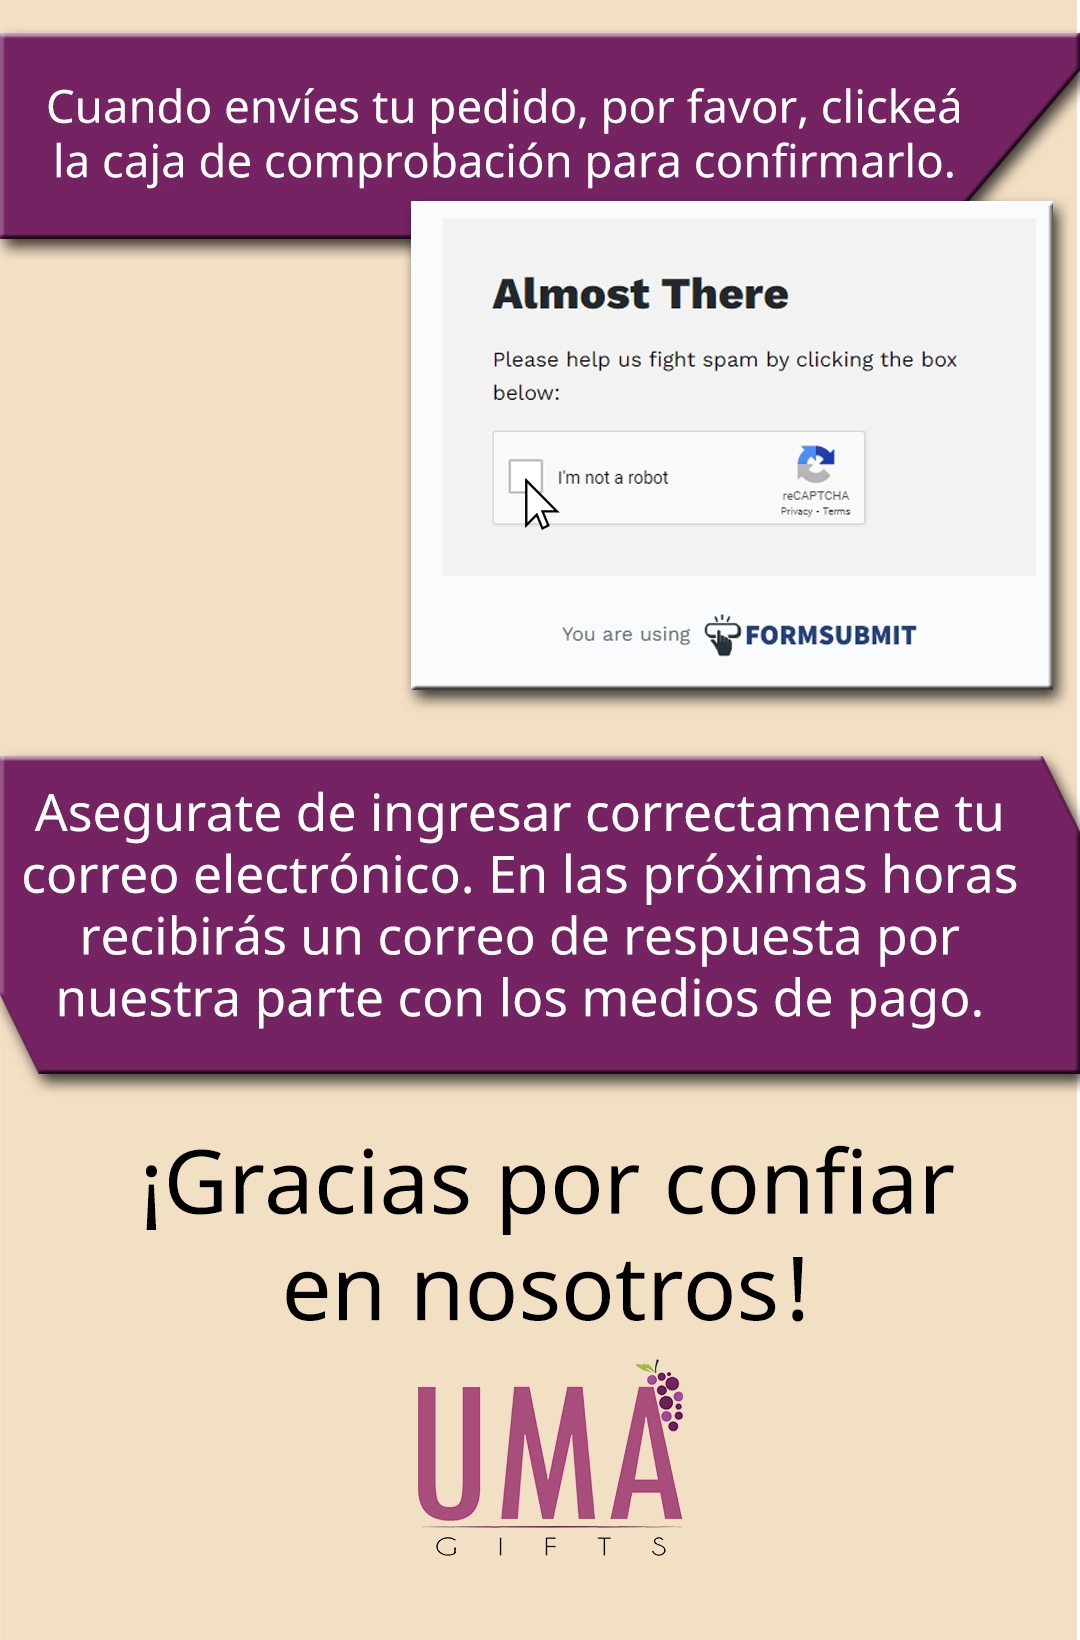 Cuando envíes tu pedido, por favor, clickeá
la caja de comprobación para confirmarlo.
Almost There
Please help us fight spam by clicking the box
below:
I'm not a robot
reCAPTCHA
Privacy - Terms
You are using FORMSUBMIT
Asegurate de ingresar correctamente tu
correo electrónico. En las próximas horas
recibirás un correo de respuesta por
nuestra parte con los medios de pago.
¡Gracias por confiar
en nosotros!
UMA
GIFTS